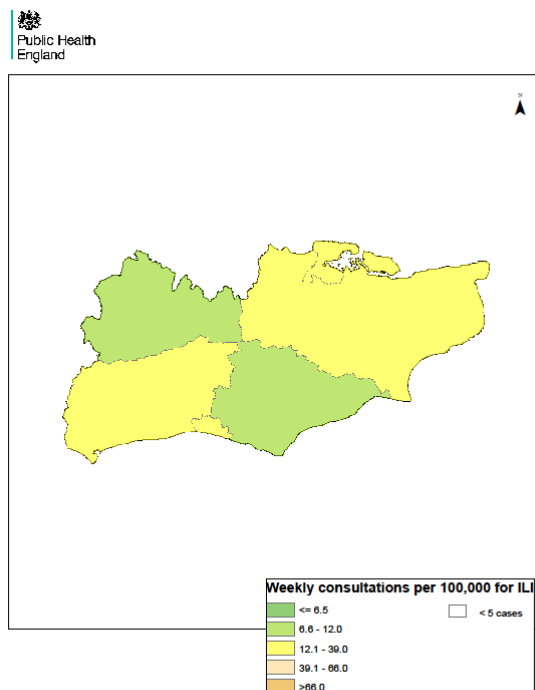 Public Health
England
N
Weekly consultations per 100,000 for ILI
<= 6.5
< 5 cases
6.6 - 12.0
12.1 - 39.0
39.1 - 66.0
>66.0